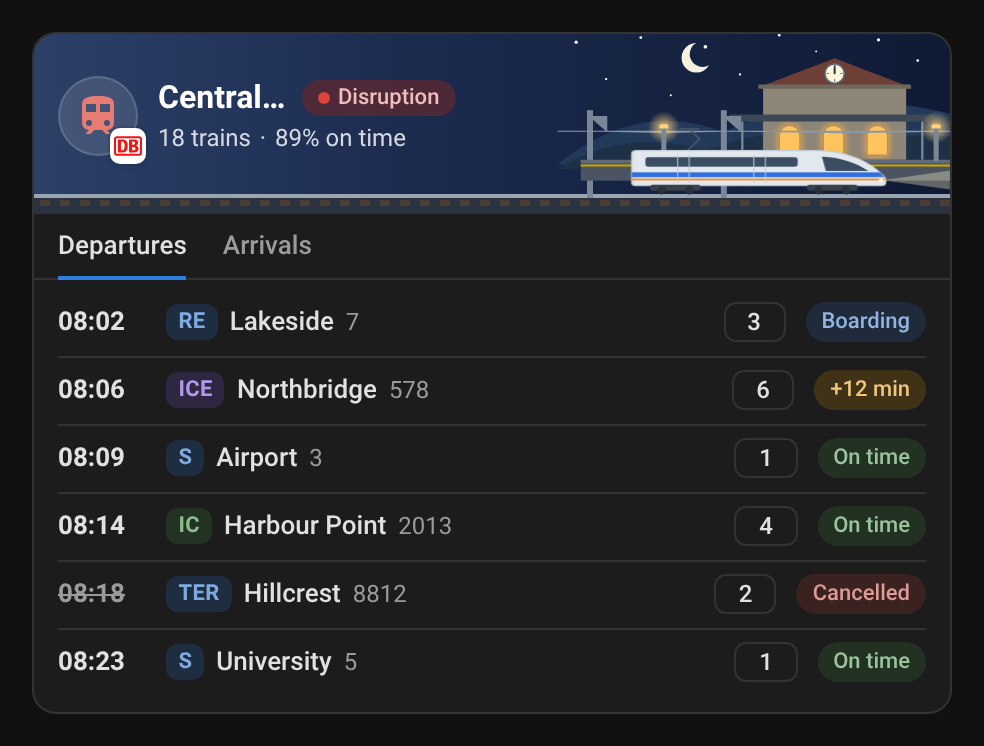 Central… Disruption
DB
18 trains · 89% on time
Departures Arrivals
08:02 RE Lakeside 7 3 Boarding
08:06 ICE Northbridge 578 6 +12 min
08:09 S Airport 3 1 On time
08:14 IC Harbour Point 2013 4 On time
08:18 TER Hillcrest 8812 2 Cancelled
08:23 S University 5 1 On time